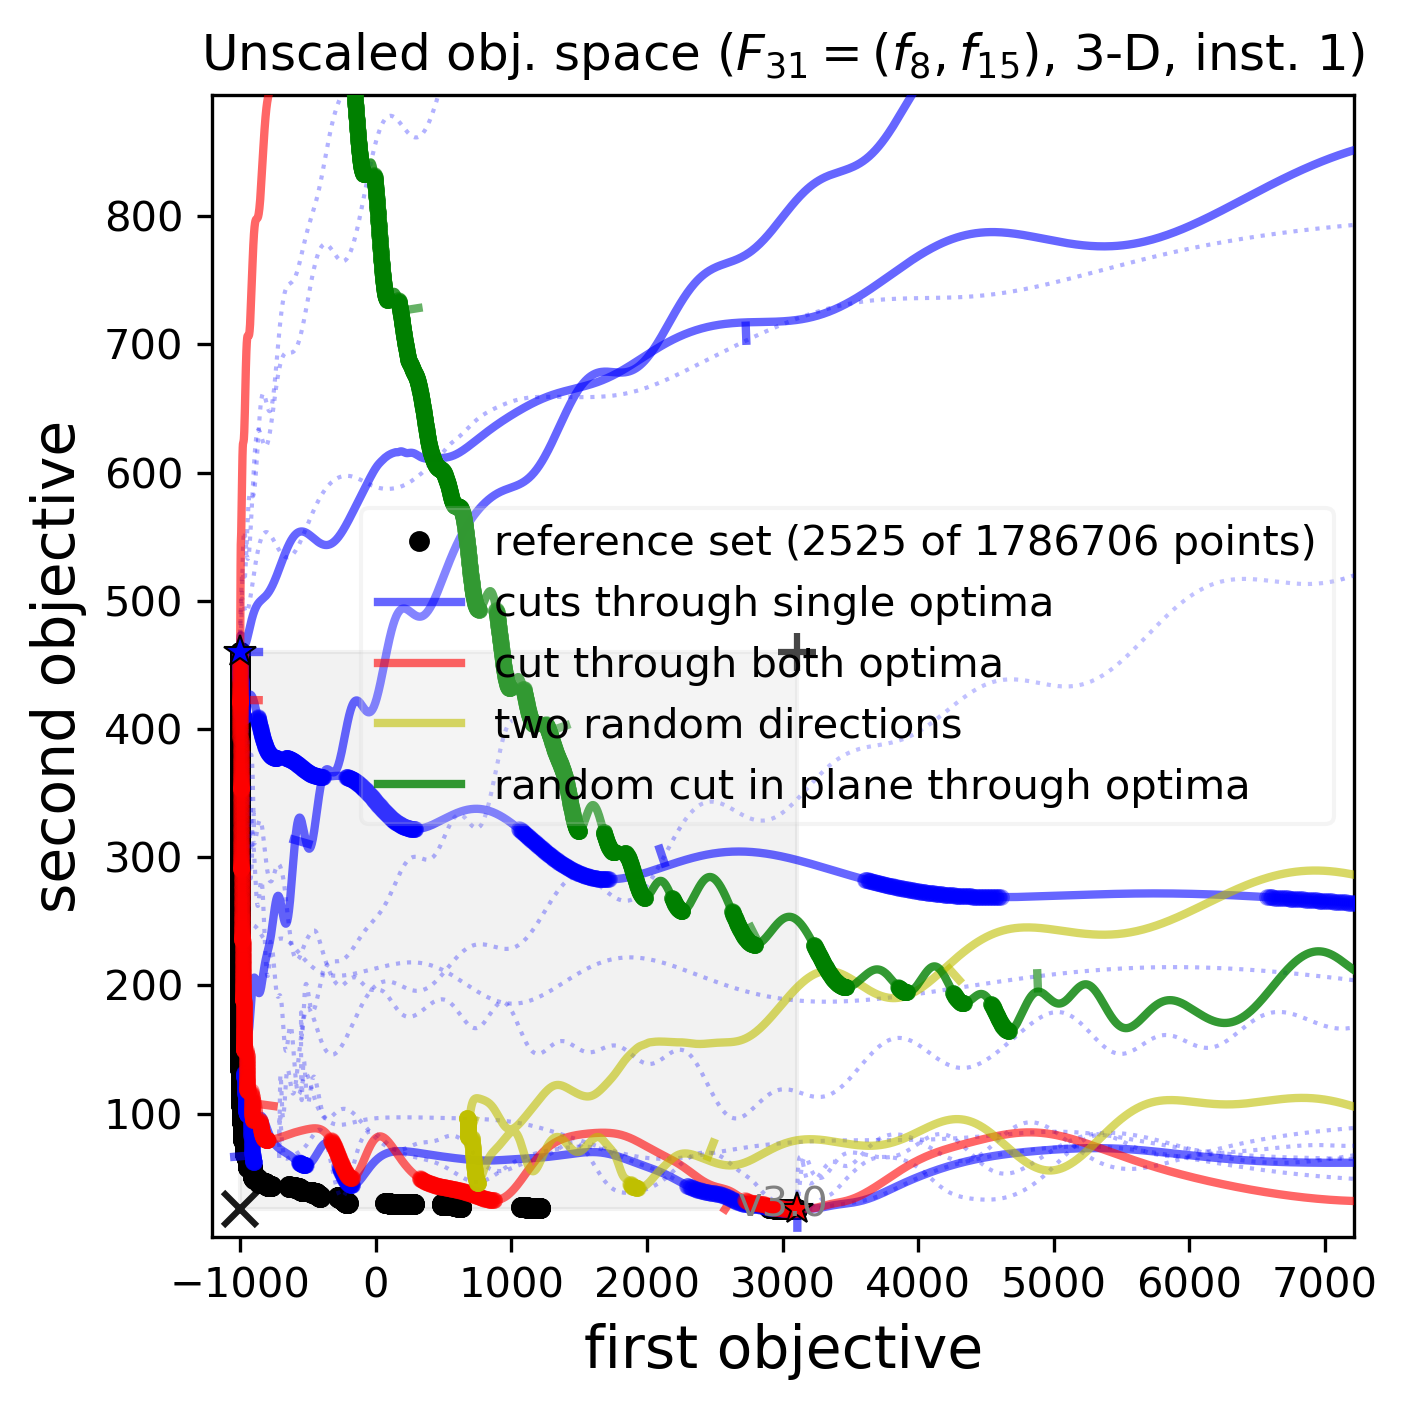 Unscaled obj. space (F31 = (f8, f15), 3-D, inst. 1)
800
700
600
500
400
300
200
100
second objective
reference set (2525 of 1786706 points)
cuts through single optima
cut through both optima
two random directions
random cut in plane through optima
v3.0
−1000 0 1000 2000 3000 4000 5000 6000 7000
first objective